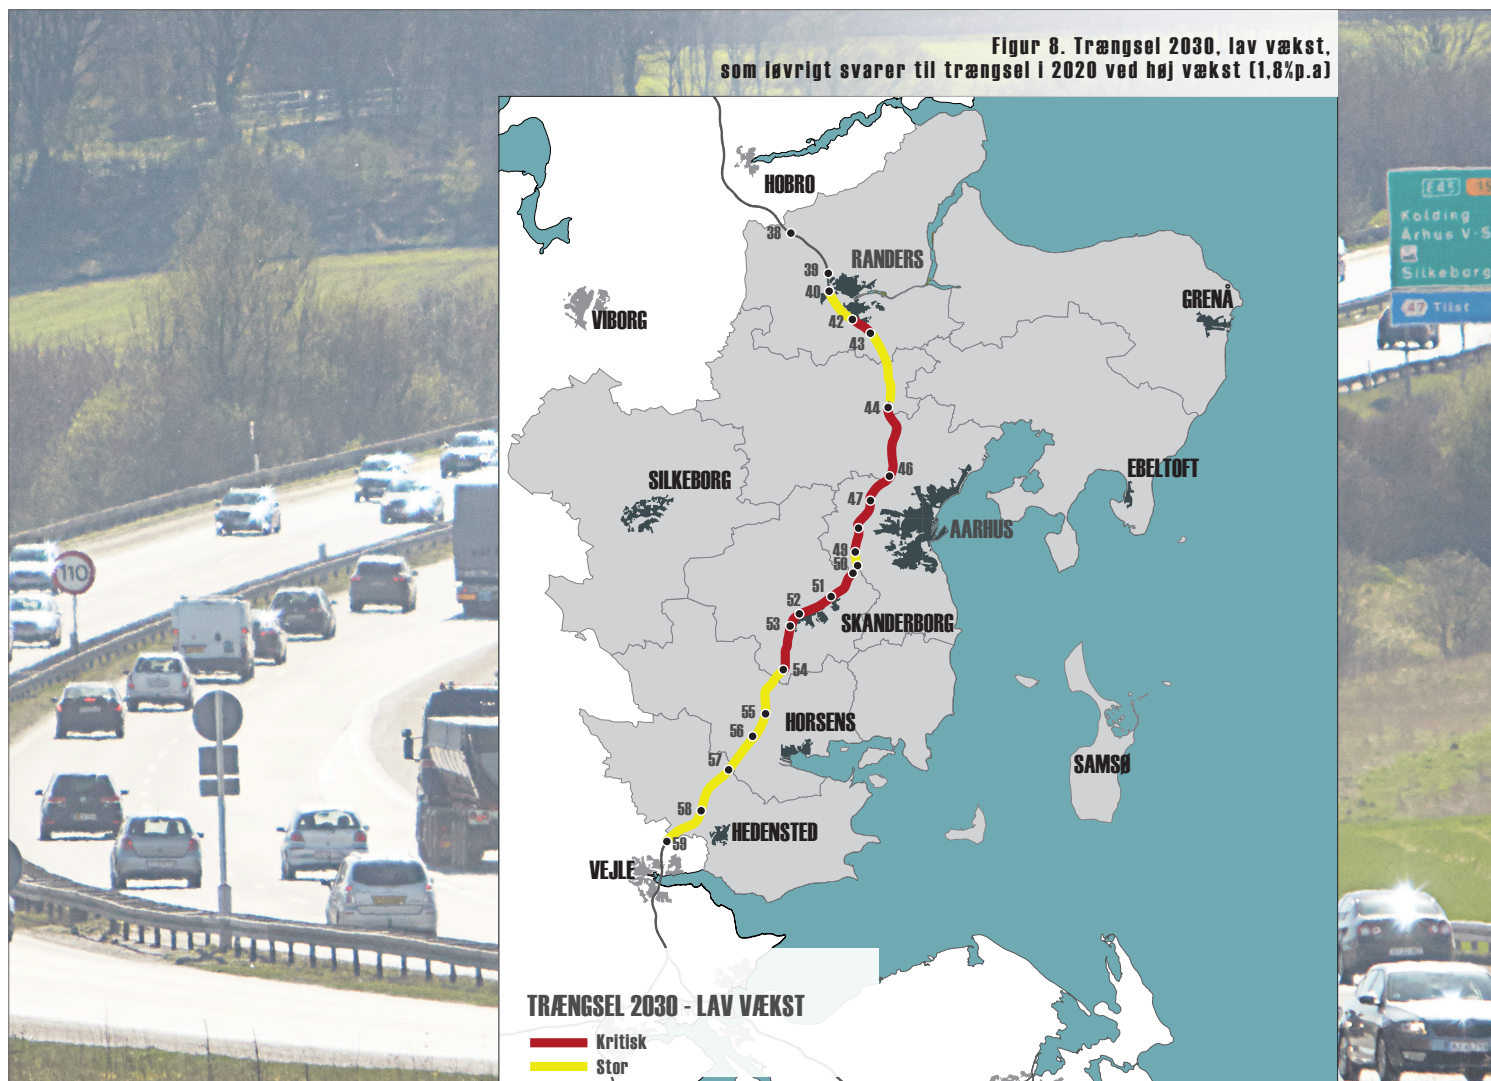 Figur 8. Trængsel 2030, lav vækst,
som iøvrigt svarer til trængsel i 2020 ved høj vækst (1,8%p.a)
HOBRO
38
RANDERS
39
40
E45
Kolding
Århus V-S
Silkeborg
47 Tilst
GRENÅ
VIBORG
42
43
44
46
EBELTOFT
SILKEBORG
47
AARHUS
49
50
110
51
52
SKANDERBORG
53
54
55
HORSENS
56
57
SAMSØ
58
HEDENSTED
59
VEJLE
TRÆNGSEL 2030 - LAV VÆKST
Kritisk
Stor